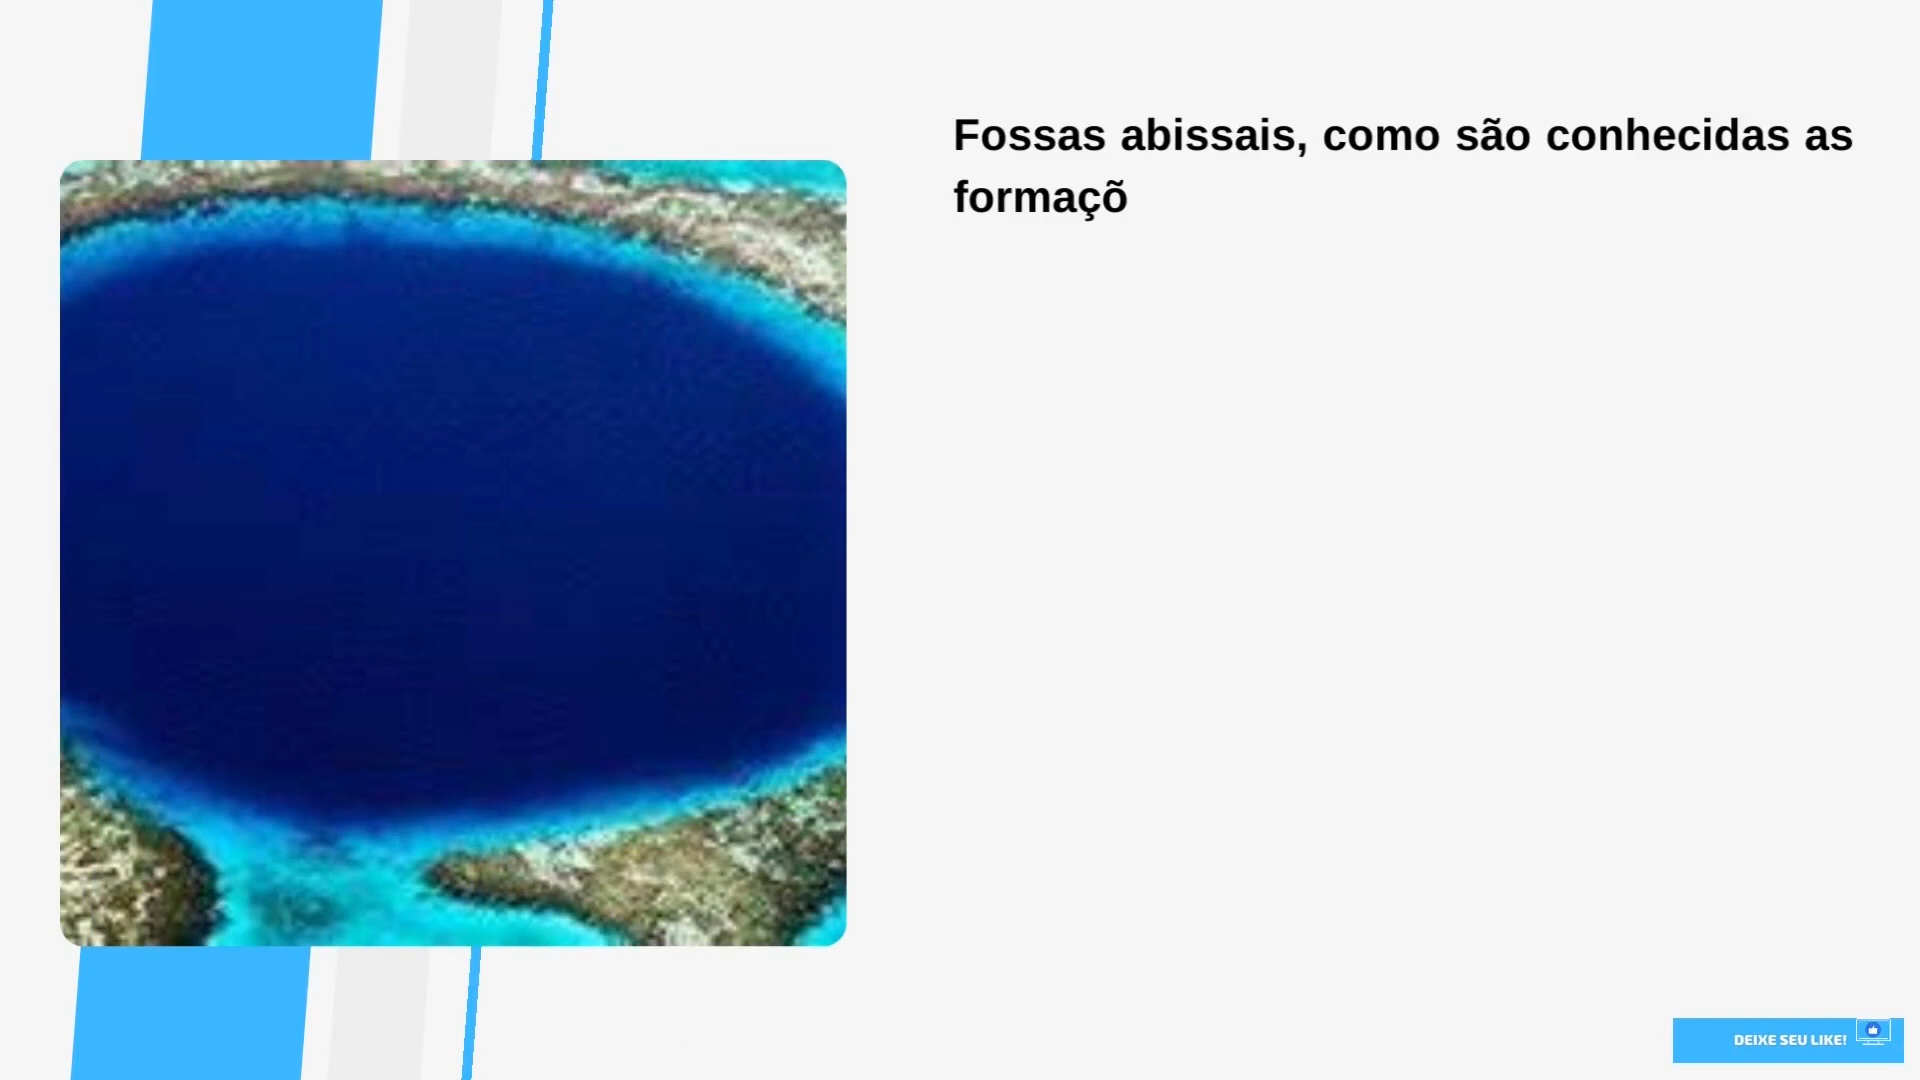 Fossas abissais, como são conhecidas as
formaçõ
DEIXE SEU LIKE!